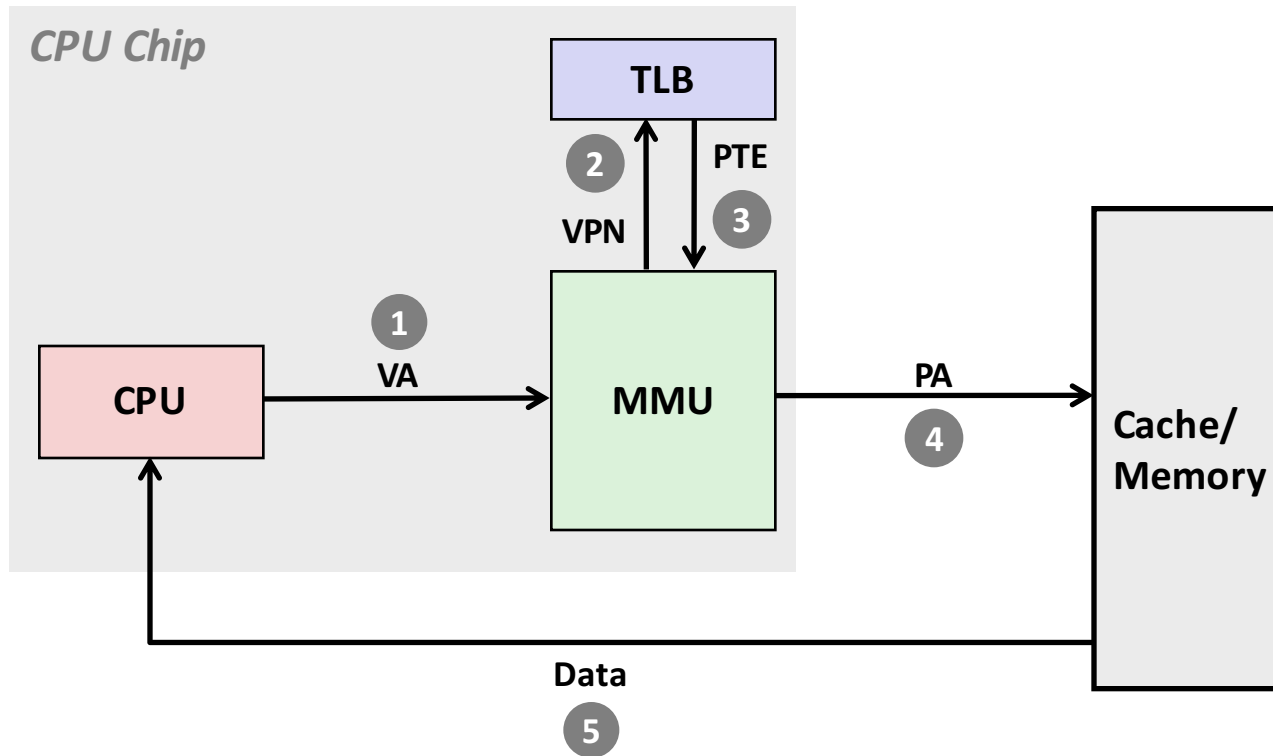 CPU Chip
TLB
2
PTE
VPN
3
1
VA
CPU
MMU
PA
4
Cache/
Memory
Data
5